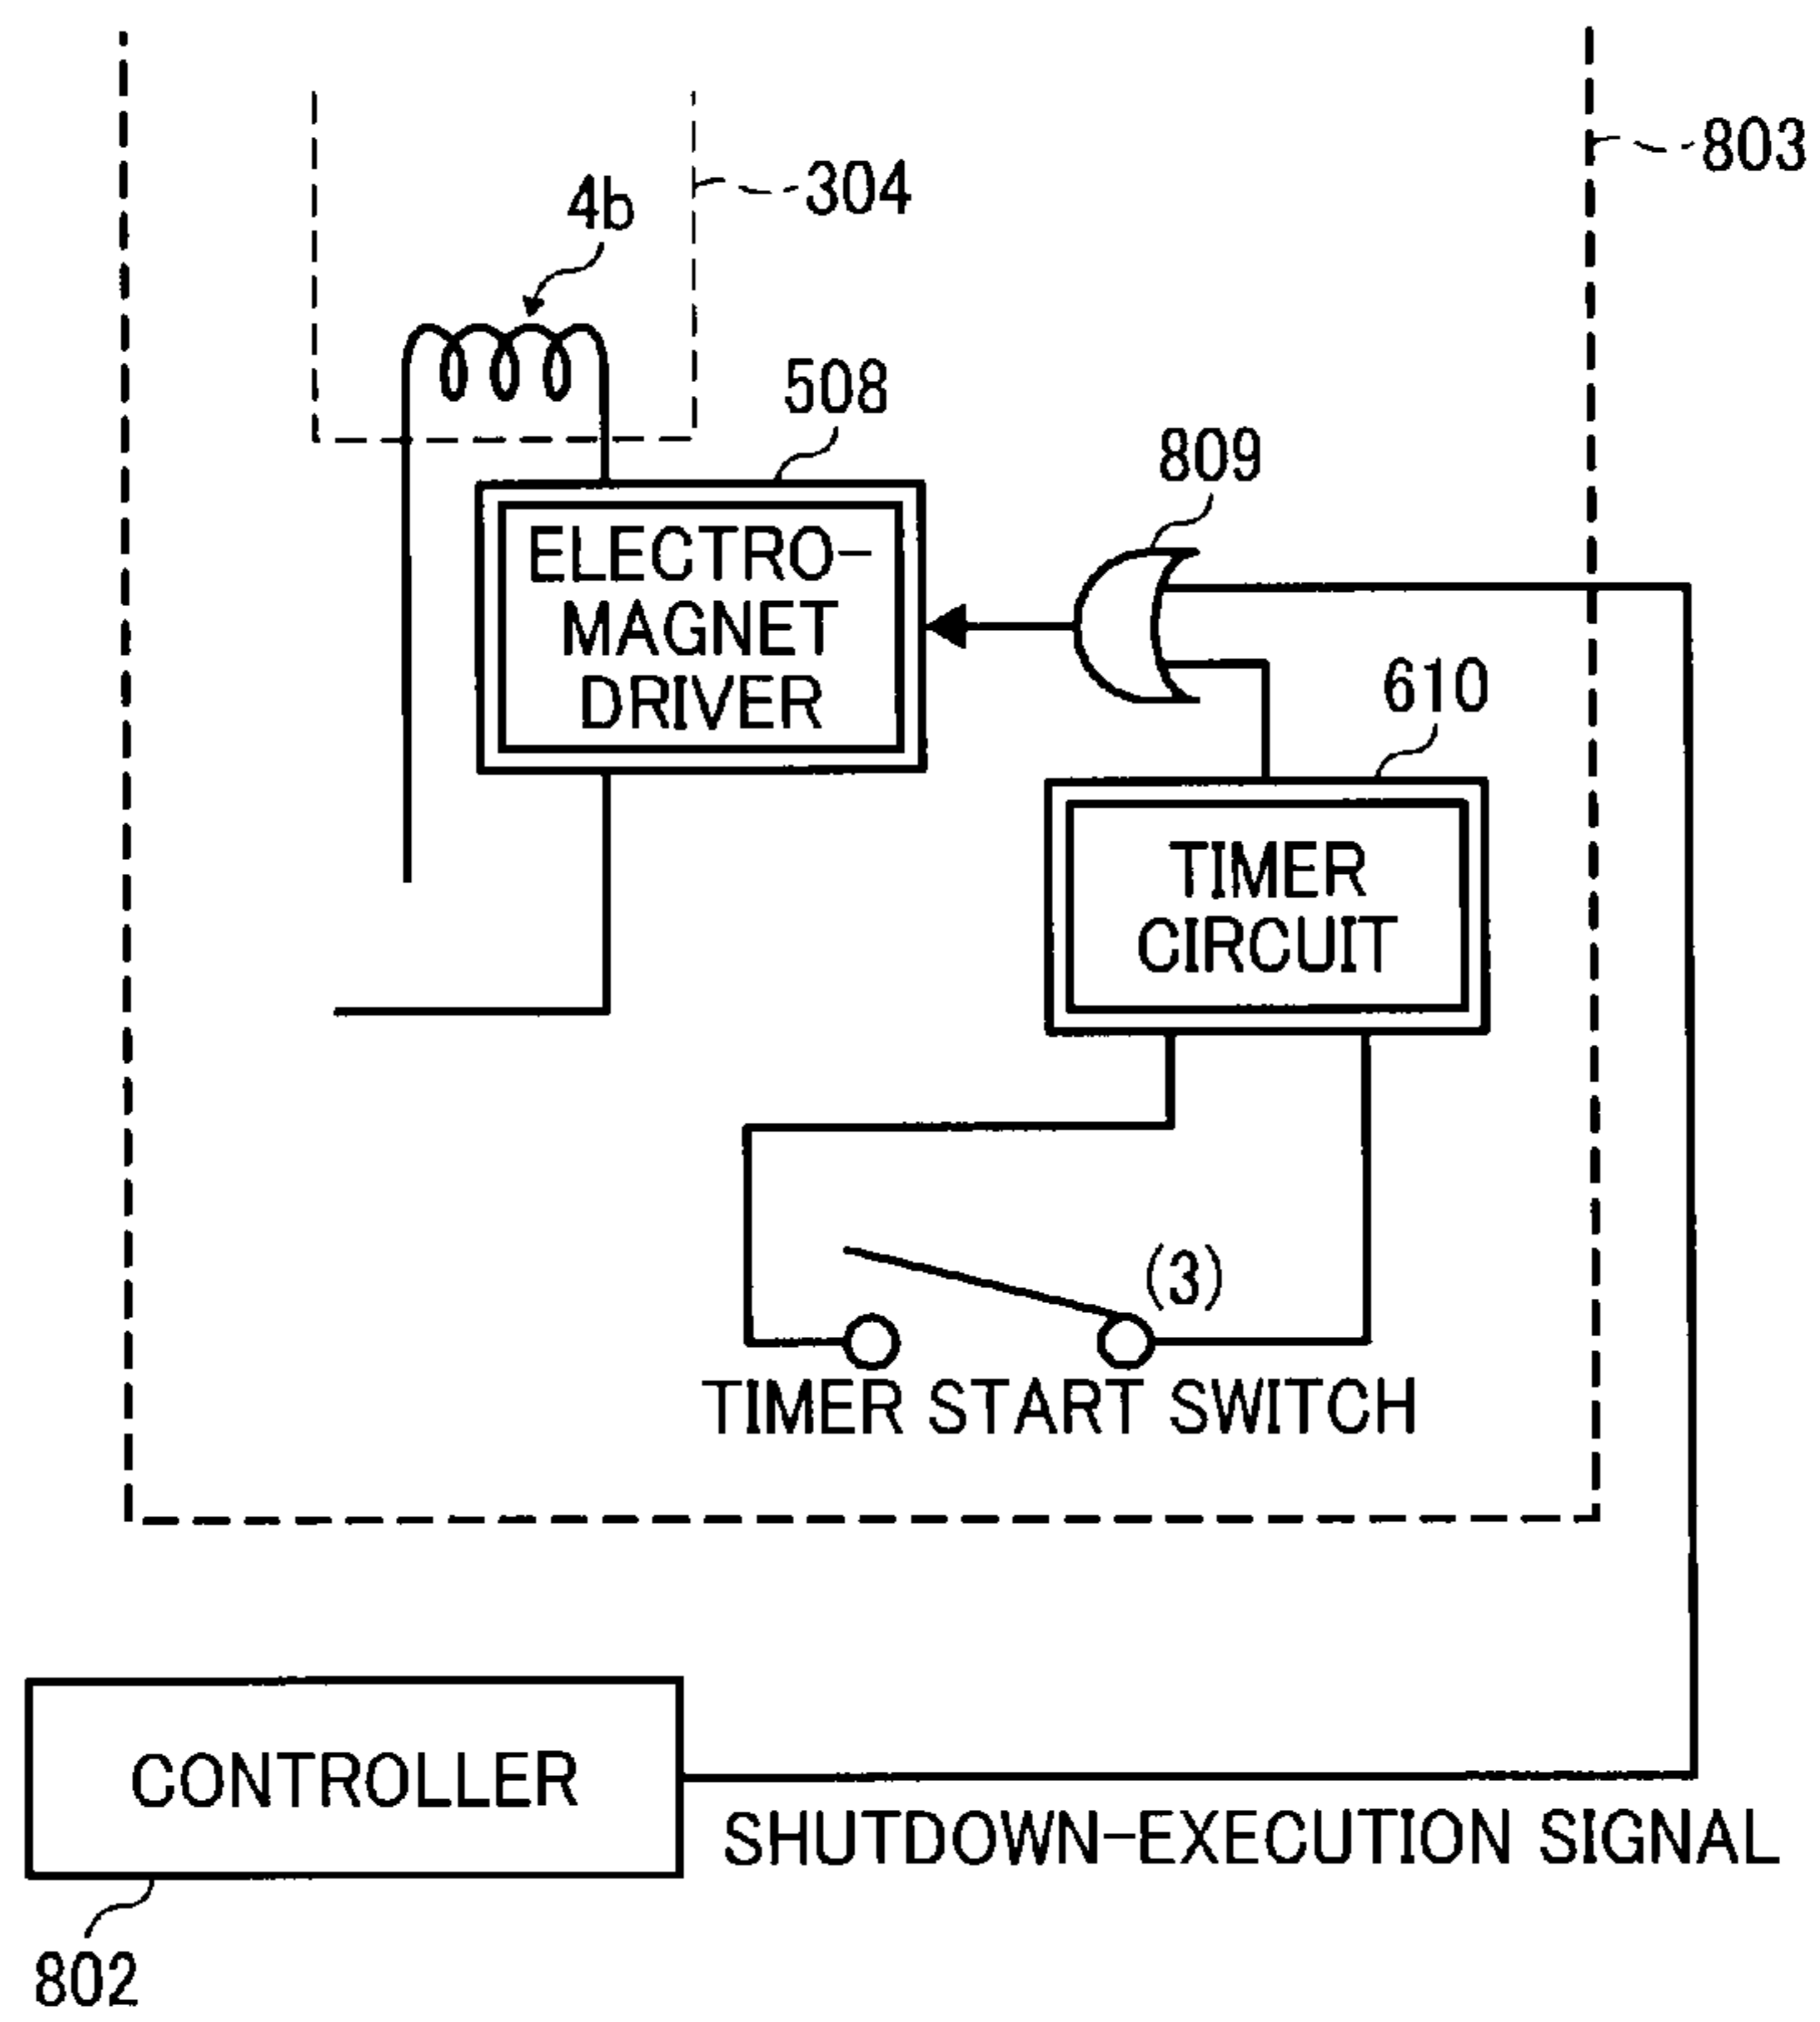 803
304
4b
508
809
ELECTRO-
MAGNET
DRIVER
610
TIMER
CIRCUIT
(3)
TIMER START SWITCH
CONTROLLER
SHUTDOWN-EXECUTION SIGNAL
802